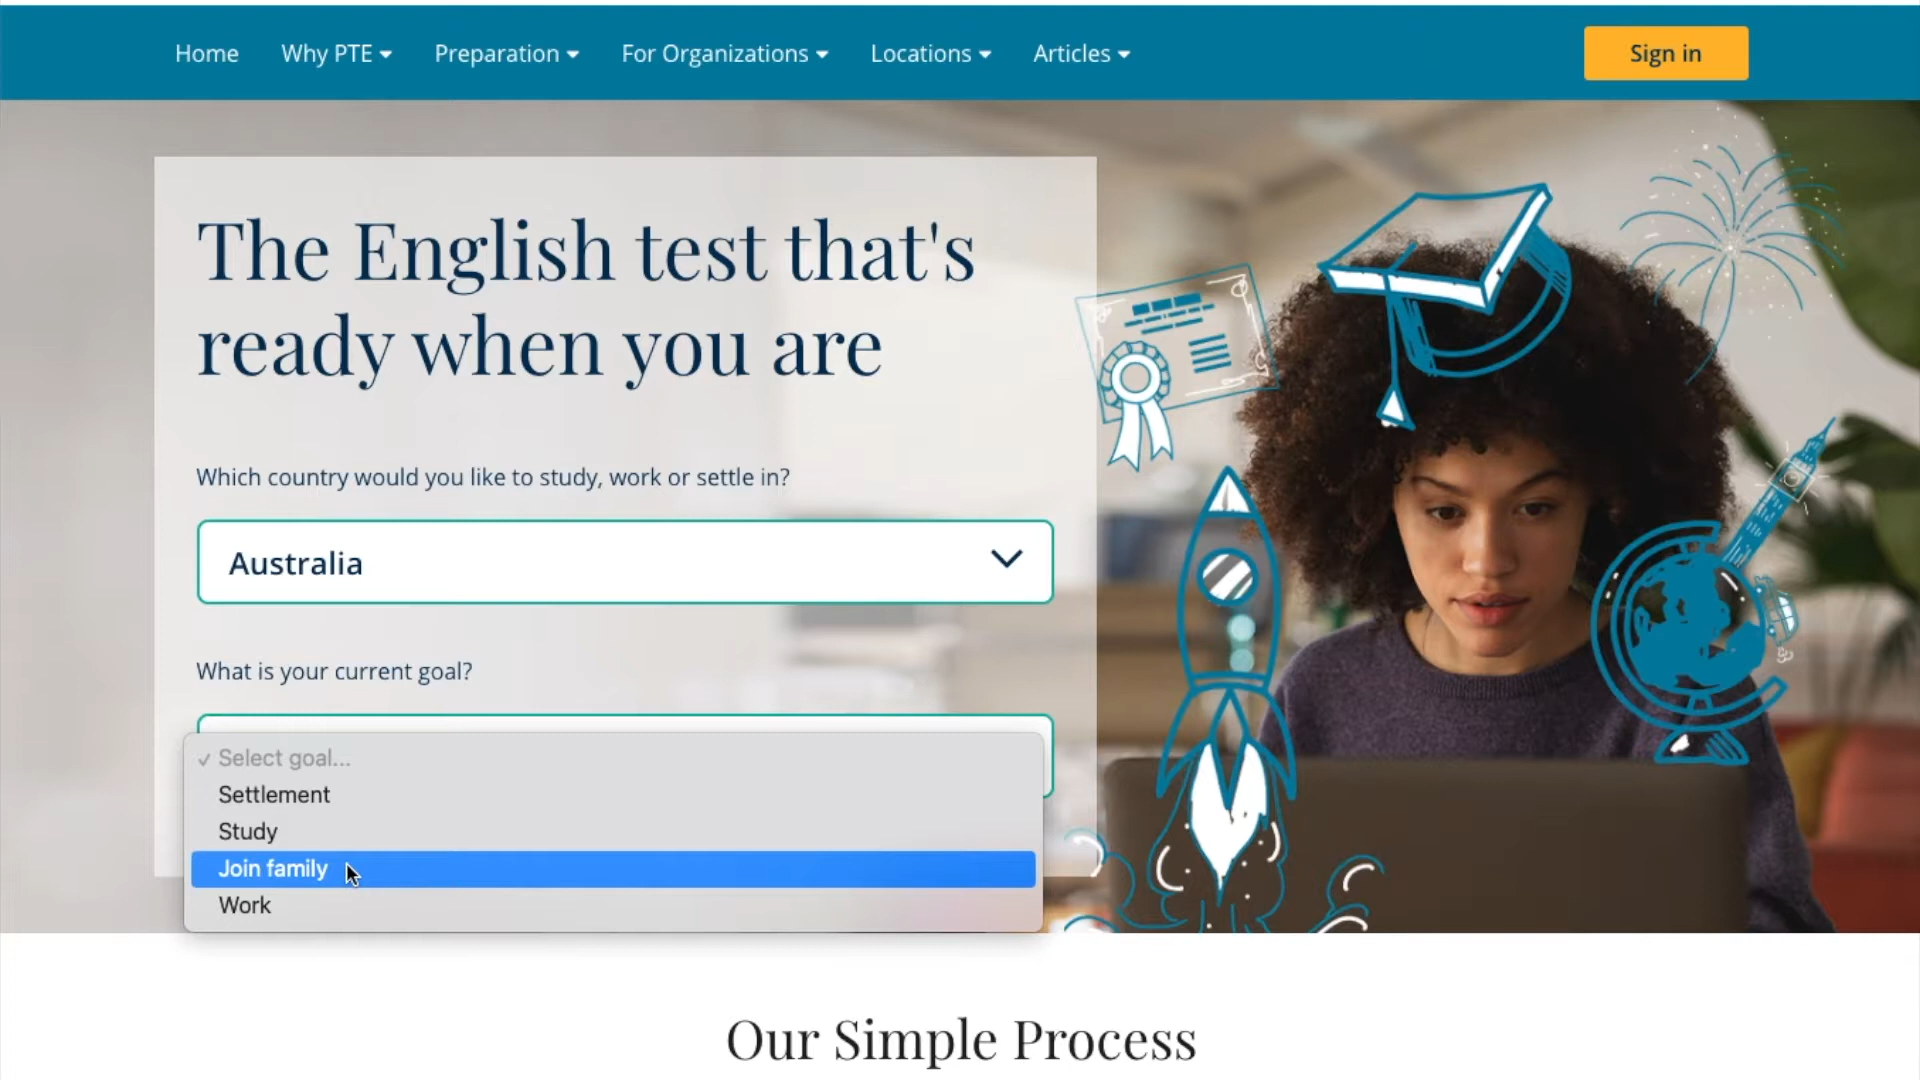 Home Why PTE Preparation For Organizations Locations Articles Sign in
The English test that's
ready when you are
Which country would you like to study, work or settle in?
Australia
What is your current goal?
✓ Select goal...
Settlement
Study
Join family
Work
Our Simple Process